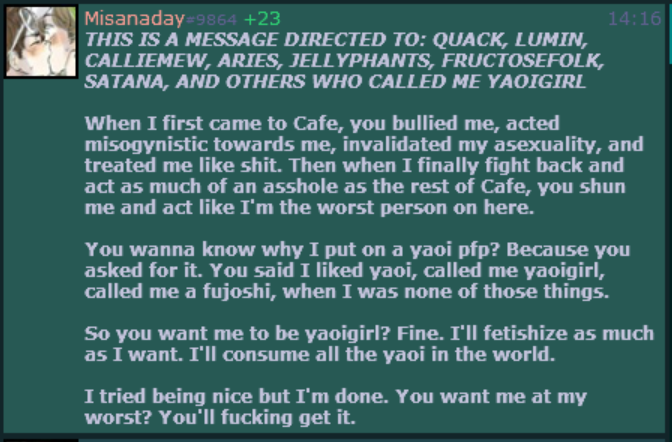 Misanaday#9864 +23 14:16
THIS IS A MESSAGE DIRECTED TO: QUACK, LUMIN,
CALLIEMEW, ARIES, JELLYPHANTS, FRUCTOSEFOLK,
SATANA, AND OTHERS WHO CALLED ME YAOIGIRL
When I first came to Cafe, you bullied me, acted
misogynistic towards me, invalidated my asexuality, and
treated me like shit. Then when I finally fight back and
act as much of an asshole as the rest of Cafe, you shun
me and act like I'm the worst person on here.
You wanna know why I put on a yaoi pfp? Because you
asked for it. You said I liked yaoi, called me yaoigirl,
called me a fujoshi, when I was none of those things.
So you want me to be yaoigirl? Fine. I'll fetishize as much
as I want. I'll consume all the yaoi in the world.
I tried being nice but I'm done. You want me at my
worst? You'll fucking get it.